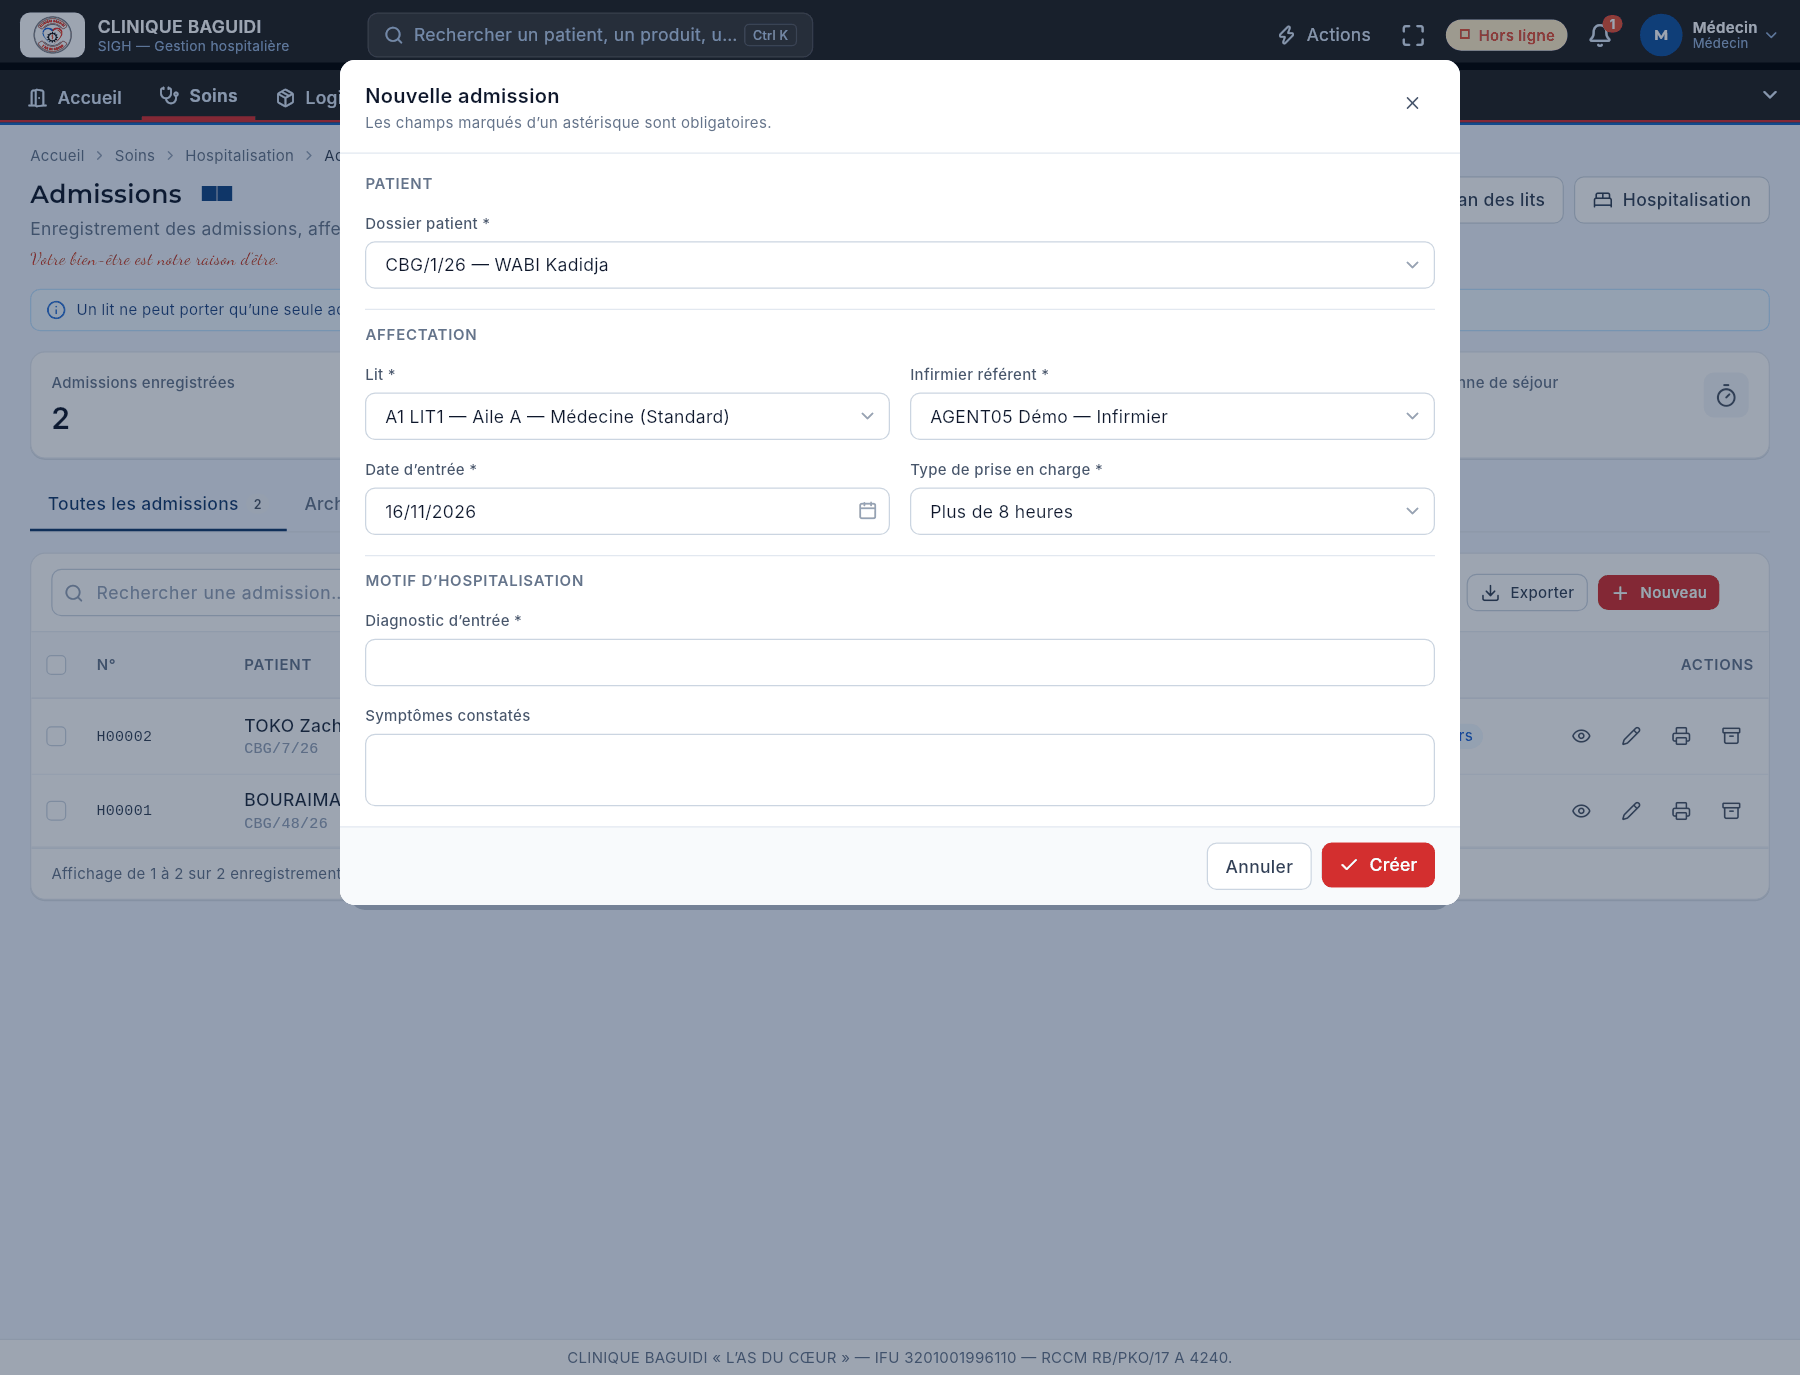 CLINIQUE BAGUIDI
SIGH — Gestion hospitalière
Rechercher un patient, un produit, u...
Ctrl K
Actions
Hors ligne
1
M
Médecin
Médecin
Accueil
Soins
Logi
Nouvelle admission
Les champs marqués d’un astérisque sont obligatoires.
Accueil > Soins > Hospitalisation >
Admissions
an des lits
Hospitalisation
Enregistrement des admissions, affe
Votre bien-être est notre raison d'être.
Un lit ne peut porter qu’une seule
PATIENT
Dossier patient *
CBG/1/26 — WABI Kadidja
AFFECTATION
Lit *
Infirmier référent *
A1 LIT1 — Aile A — Médecine (Standard)
AGENT05 Démo — Infirmier
Date d’entrée *
Type de prise en charge *
16/11/2026
Plus de 8 heures
MOTIF D’HOSPITALISATION
Diagnostic d’entrée *
Symptômes constatés
Annuler
Créer
Admissions enregistrées
2
nne de séjour
Toutes les admissions 2
Arch
Rechercher une admission...
Exporter
Nouveau
N°
PATIENT
ACTIONS
H00002
TOKO Zach
CBG/7/26
rs
H00001
BOURAIMA
CBG/48/26
Affichage de 1 à 2 sur 2 enregistrement
CLINIQUE BAGUIDI « L’AS DU CŒUR » — IFU 3201001996110 — RCCM RB/PKO/17 A 4240.